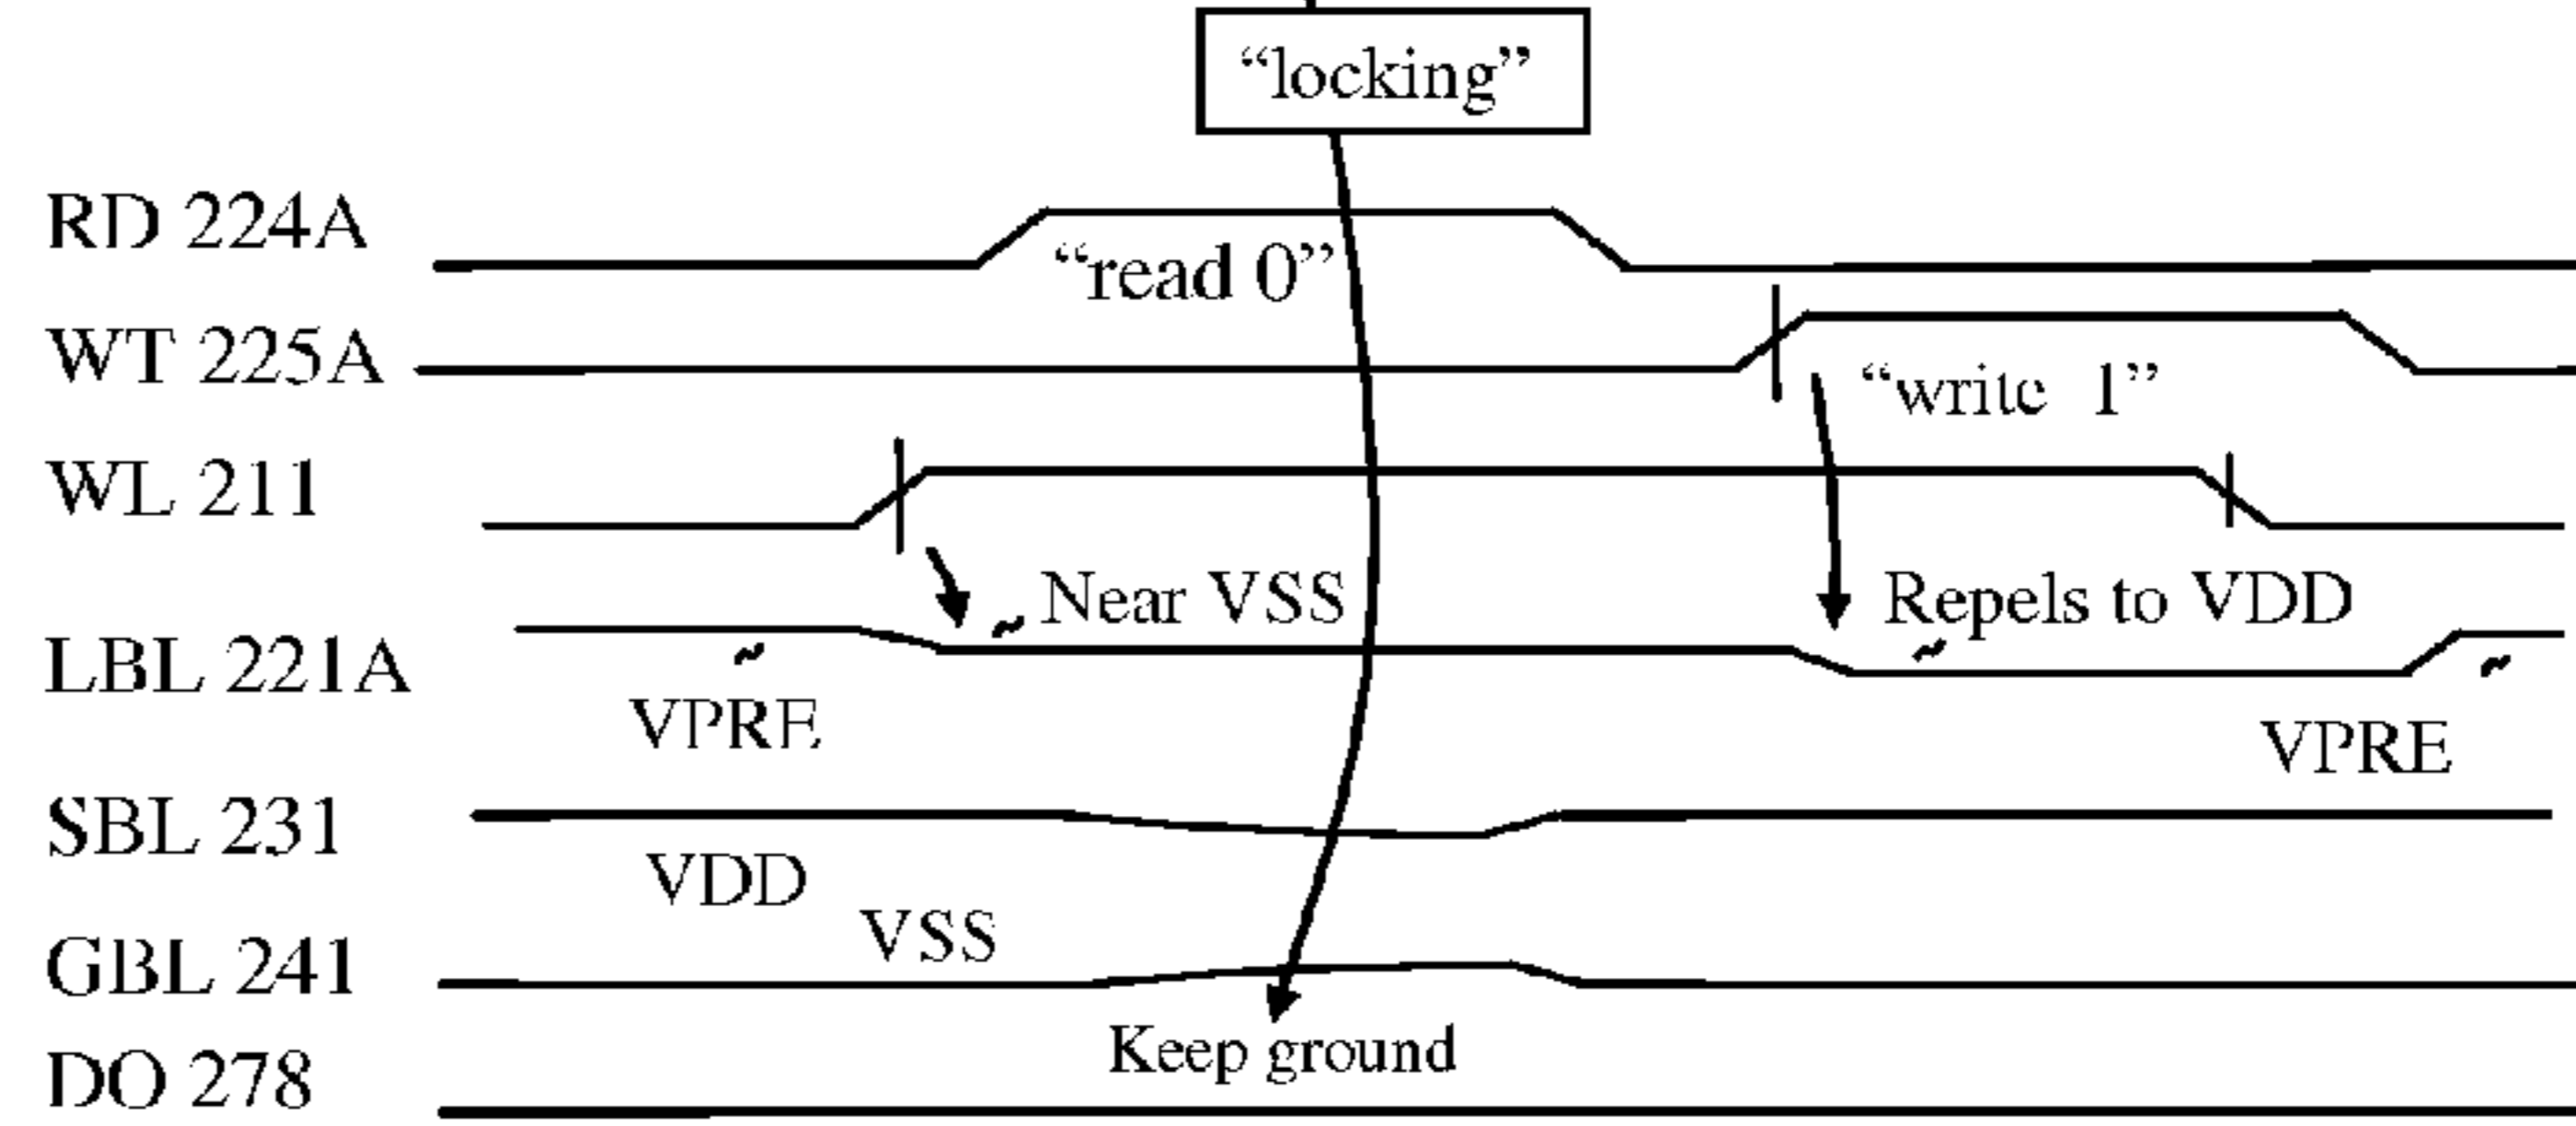 “locking”
RD 224A
“read 0”
WT 225A
“write 1”
WL 211
Near VSS
Repels to VDD
LBL 221A
VPRE
VPRE
SBL 231
VDD
VSS
GBL 241
Keep ground
DO 278